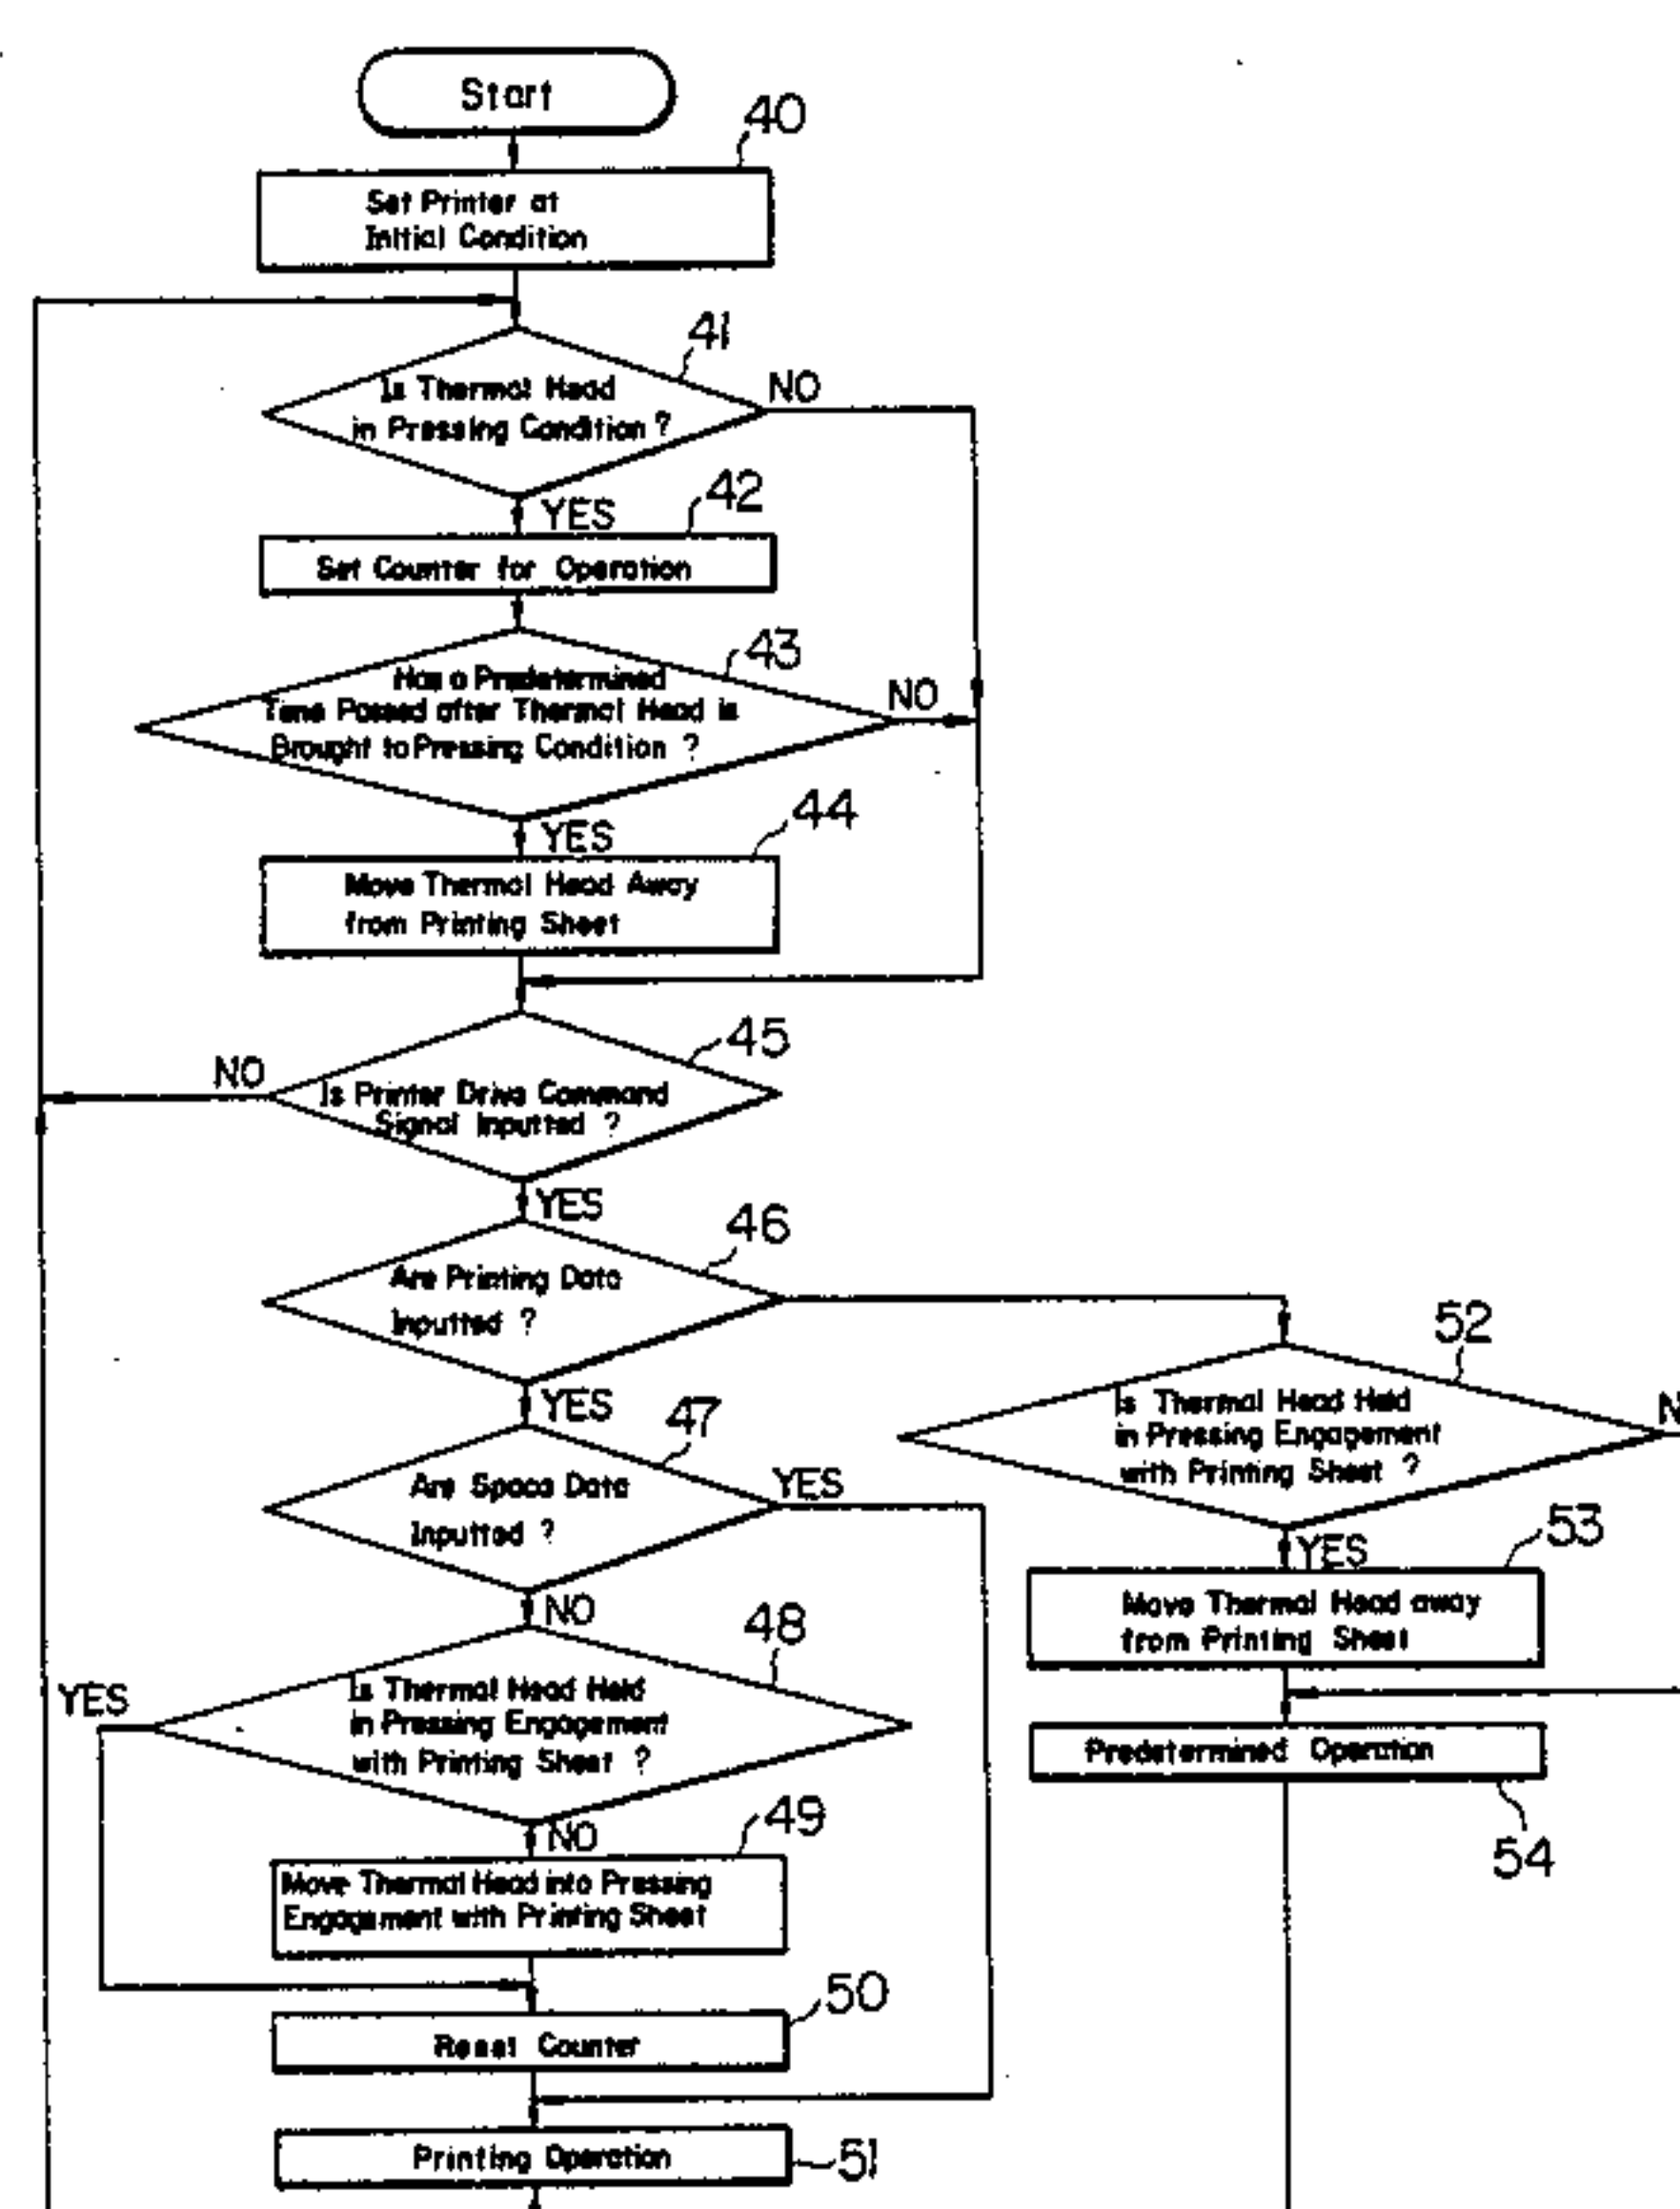 Start
40
Set Printer at
Initial Condition
41
Is Thermal Head
in Pressing Condition ?
NO
YES
42
Set Counter for Operation
43
Has a Predetermined
Time Passed after Thermal Head is
Brought to Pressing Condition ?
NO
YES
44
Move Thermal Head Away
from Printing Sheet
45
NO
Is Printer Drive Command
Signal Inputted ?
YES
46
Are Printing Data
Inputted ?
YES
52
Is Thermal Head Held
in Pressing Engagement
with Printing Sheet ?
N
YES
47
Are Space Data
Inputted ?
YES
NO
53
Move Thermal Head away
from Printing Sheet
48
YES
Is Thermal Head Held
in Pressing Engagement
with Printing Sheet ?
NO
Predetermined Operation
54
49
Move Thermal Head into Pressing
Engagement with Printing Sheet
50
Reset Counter
Printing Operation
51